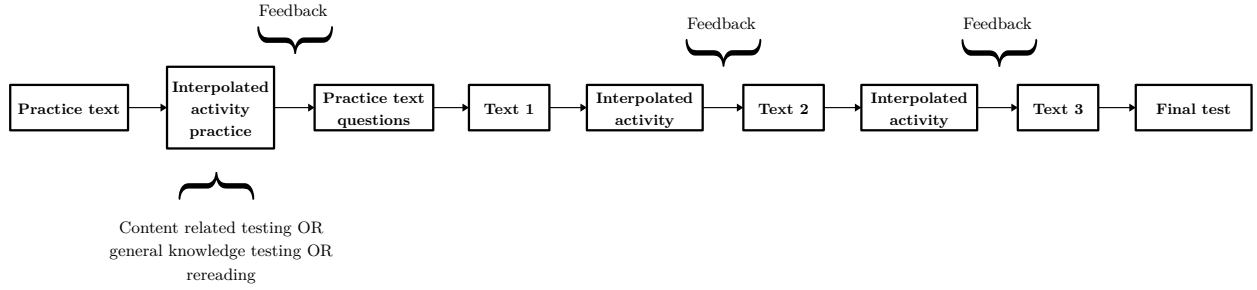 Feedback
Feedback
Feedback
Practice text
Interpolated
activity
practice
Practice text
questions
Text 1
Interpolated
activity
Text 2
Interpolated
activity
Text 3
Final test
Content related testing OR
general knowledge testing OR
rereading